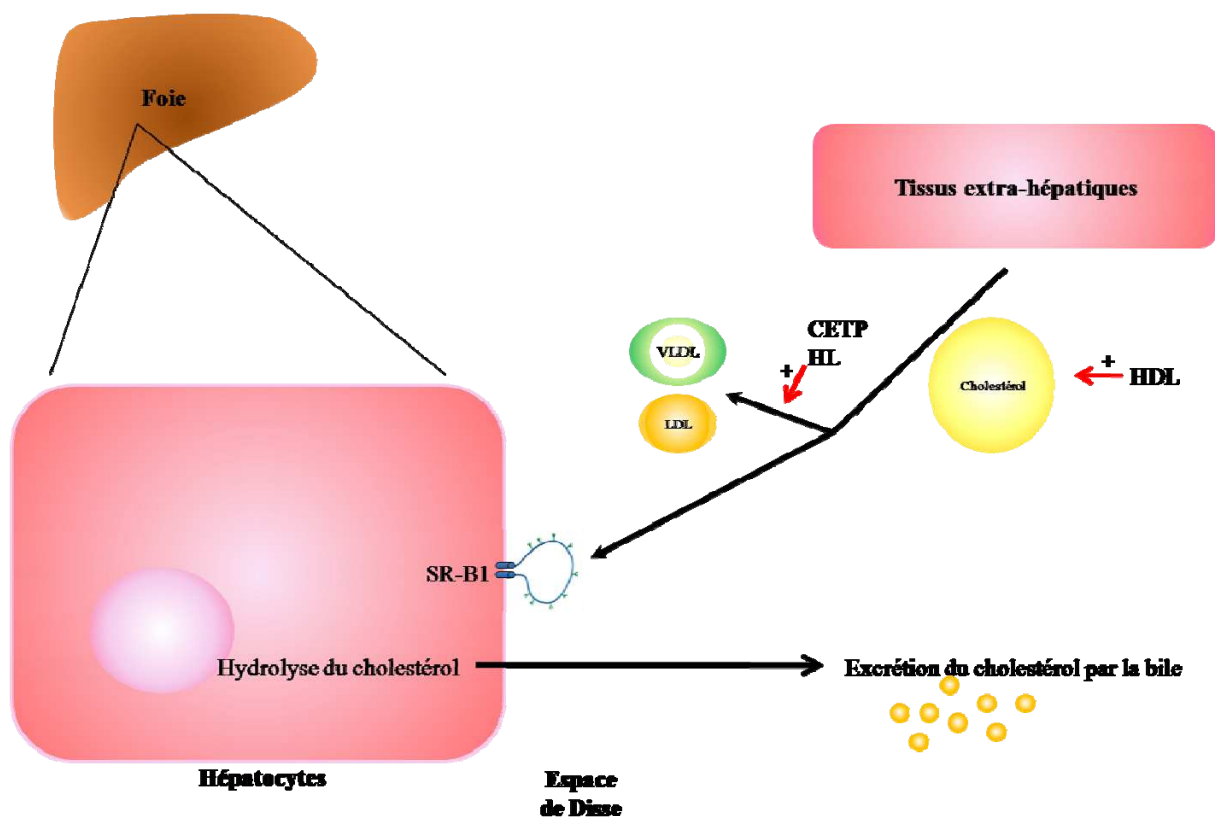 Foie
Tissus extra-hépatiques
CETP
HL
+
VLDL
LDL
Cholestérol
+
HDL
SR-B1
Hydrolyse du cholestérol
Excrétion du cholestérol par la bile
Hépatocytes
Espace
de Disse